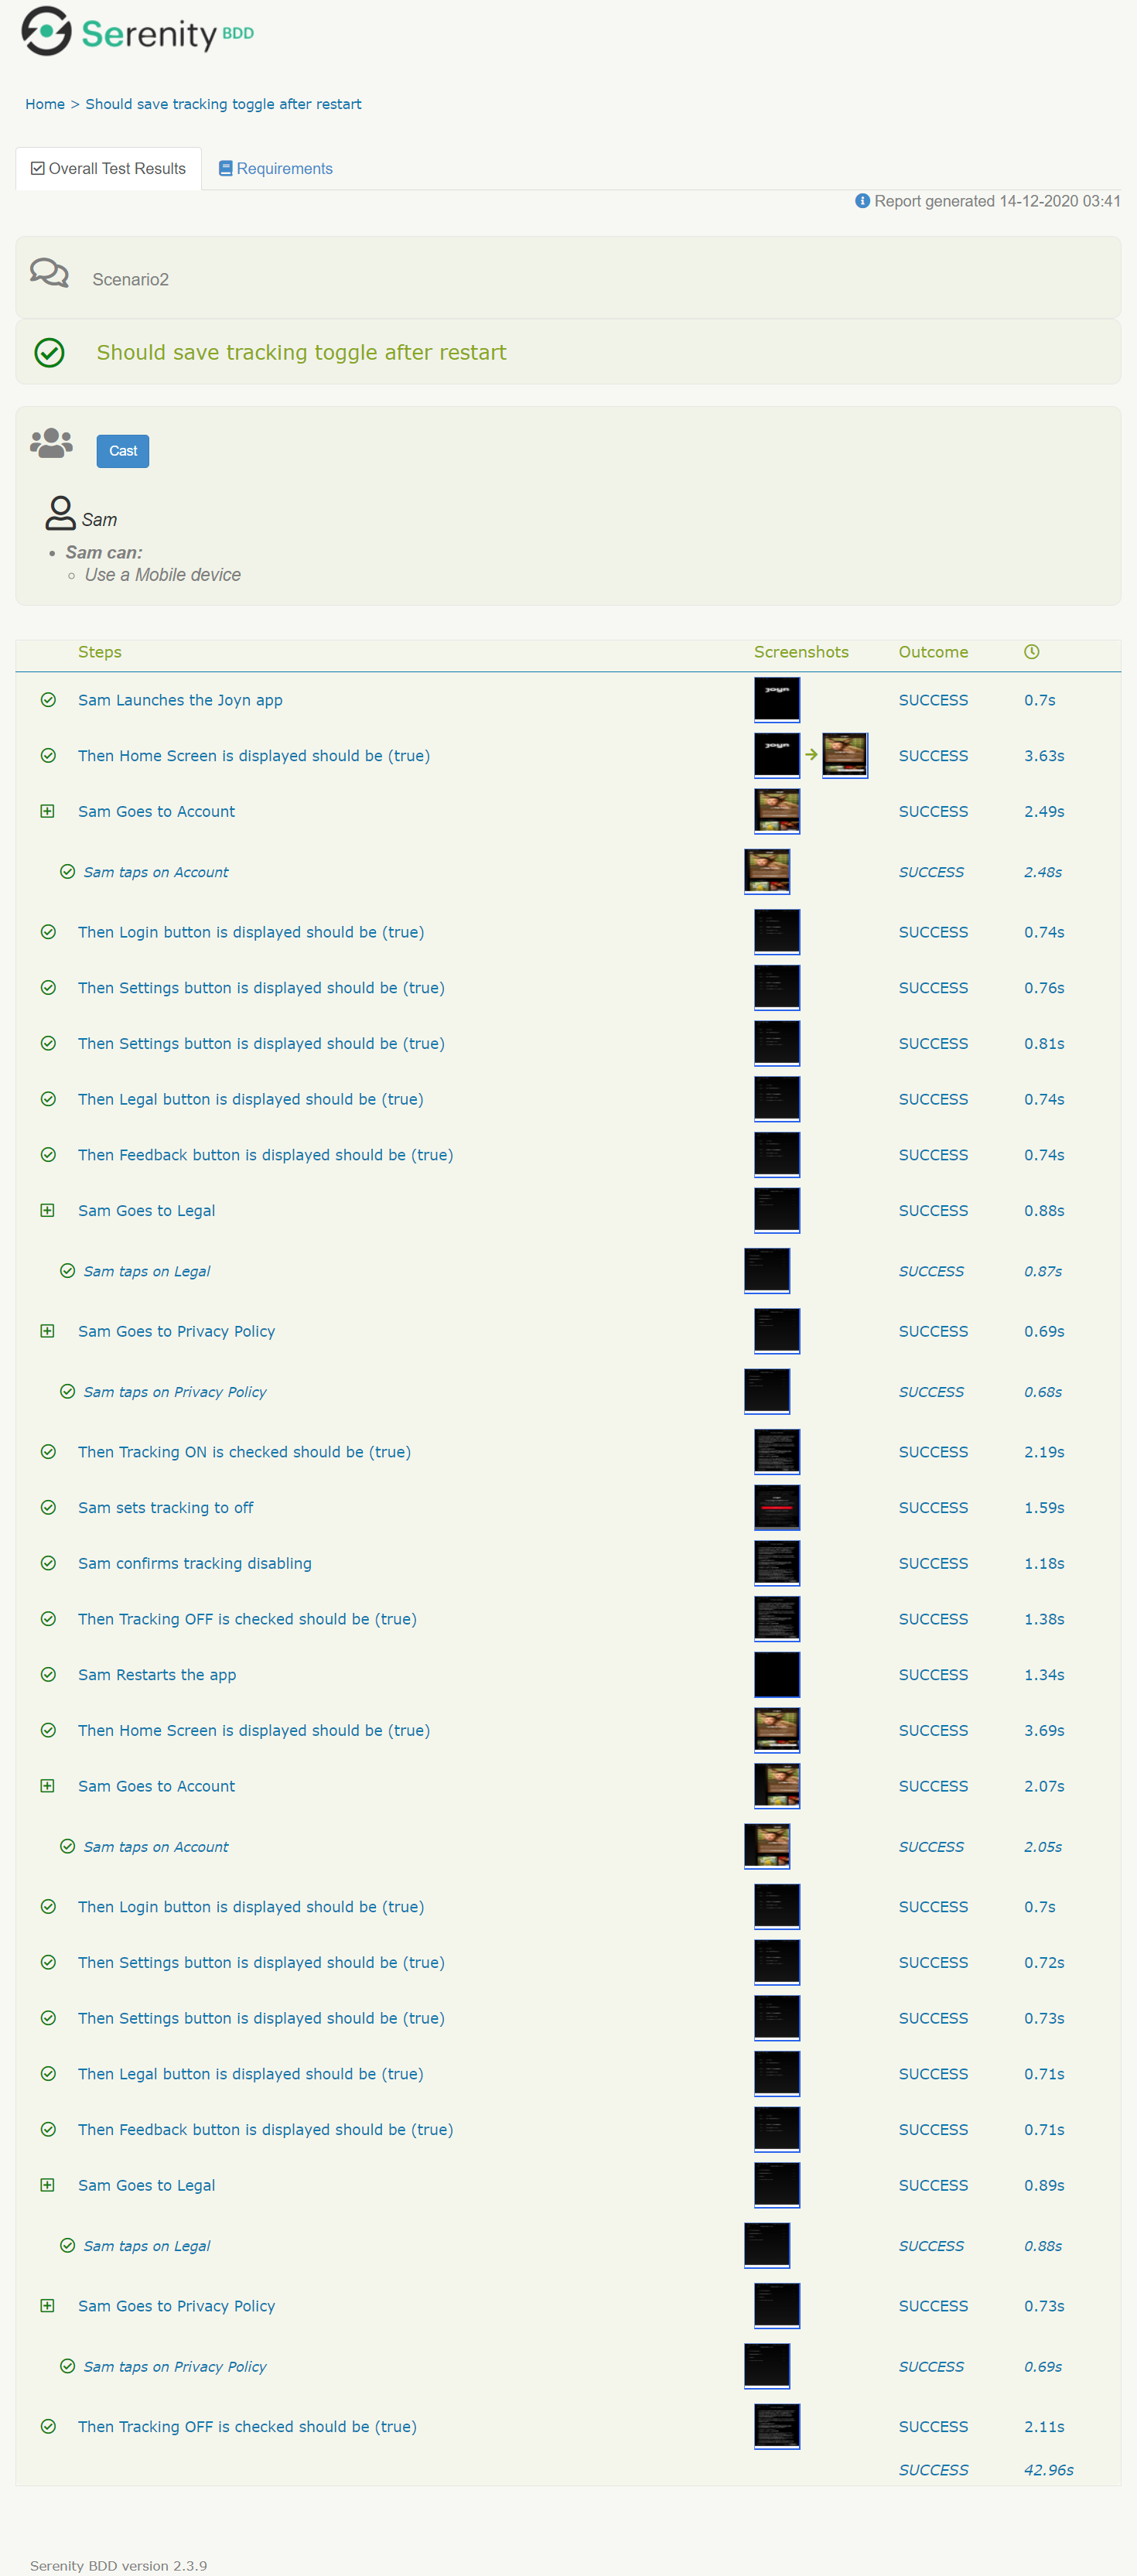 Serenity BDD
Home > Should save tracking toggle after restart
Overall Test Results Requirements
Report generated 14-12-2020 03:41
Scenario2
Should save tracking toggle after restart
Cast
Sam
Sam can:
Use a Mobile device
Steps Screenshots Outcome
Sam Launches the Joyn app joyn SUCCESS 0.7s
Then Home Screen is displayed should be (true) joyn SUCCESS 3.63s
Sam Goes to Account SUCCESS 2.49s
Sam taps on Account SUCCESS 2.48s
Then Login button is displayed should be (true) SUCCESS 0.74s
Then Settings button is displayed should be (true) SUCCESS 0.76s
Then Settings button is displayed should be (true) SUCCESS 0.81s
Then Legal button is displayed should be (true) SUCCESS 0.74s
Then Feedback button is displayed should be (true) SUCCESS 0.74s
Sam Goes to Legal SUCCESS 0.88s
Sam taps on Legal SUCCESS 0.87s
Sam Goes to Privacy Policy SUCCESS 0.69s
Sam taps on Privacy Policy SUCCESS 0.68s
Then Tracking ON is checked should be (true) SUCCESS 2.19s
Sam sets tracking to off SUCCESS 1.59s
Sam confirms tracking disabling SUCCESS 1.18s
Then Tracking OFF is checked should be (true) SUCCESS 1.38s
Sam Restarts the app SUCCESS 1.34s
Then Home Screen is displayed should be (true) SUCCESS 3.69s
Sam Goes to Account SUCCESS 2.07s
Sam taps on Account SUCCESS 2.05s
Then Login button is displayed should be (true) SUCCESS 0.7s
Then Settings button is displayed should be (true) SUCCESS 0.72s
Then Settings button is displayed should be (true) SUCCESS 0.73s
Then Legal button is displayed should be (true) SUCCESS 0.71s
Then Feedback button is displayed should be (true) SUCCESS 0.71s
Sam Goes to Legal SUCCESS 0.89s
Sam taps on Legal SUCCESS 0.88s
Sam Goes to Privacy Policy SUCCESS 0.73s
Sam taps on Privacy Policy SUCCESS 0.69s
Then Tracking OFF is checked should be (true) SUCCESS 2.11s
SUCCESS 42.96s
Serenity BDD version 2.3.9